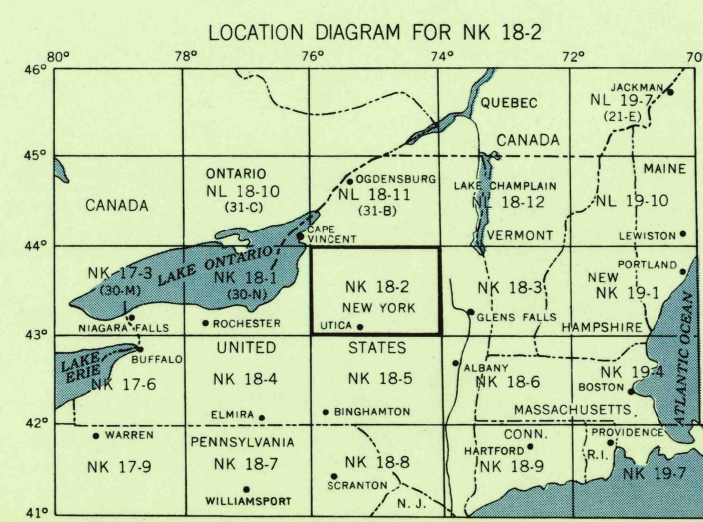 LOCATION DIAGRAM FOR NK 18-2
80° 78° 76° 74° 72° 70°
46°
JACKMAN
NL 19-7
(21-E)
QUEBEC
CANADA
45°
ONTARIO
NL 18-10
(31-C)
OGDENSBURG
NL 18-11
(31-B)
LAKE CHAMPLAIN
NL 18-12
MAINE
NL 19-10
CANADA
CAPE
VINCENT
VERMONT
LEWISTON
44°
NK 17-3
(30-M)
LAKE ONTARIO
NK 18-1
(30-N)
NK 18-2
NEW YORK
UTICA
NK 18-3
GLENS FALLS
PORTLAND
NEW
NK 19-1
HAMPSHIRE
NIAGARA FALLS
ROCHESTER
43°
ATLANTIC OCEAN
LAKE
ERIE
BUFFALO
NK 17-6
UNITED
NK 18-4
STATES
NK 18-5
ALBANY
NK 18-6
NK 19-4
BOSTON
ELMIRA
BINGHAMTON
MASSACHUSETTS
42°
WARREN
NK 17-9
PENNSYLVANIA
NK 18-7
WILLIAMSPORT
NK 18-8
SCRANTON
N. J.
CONN.
HARTFORD
NK 18-9
PROVIDENCE
R.I.
NK 19-7
41°